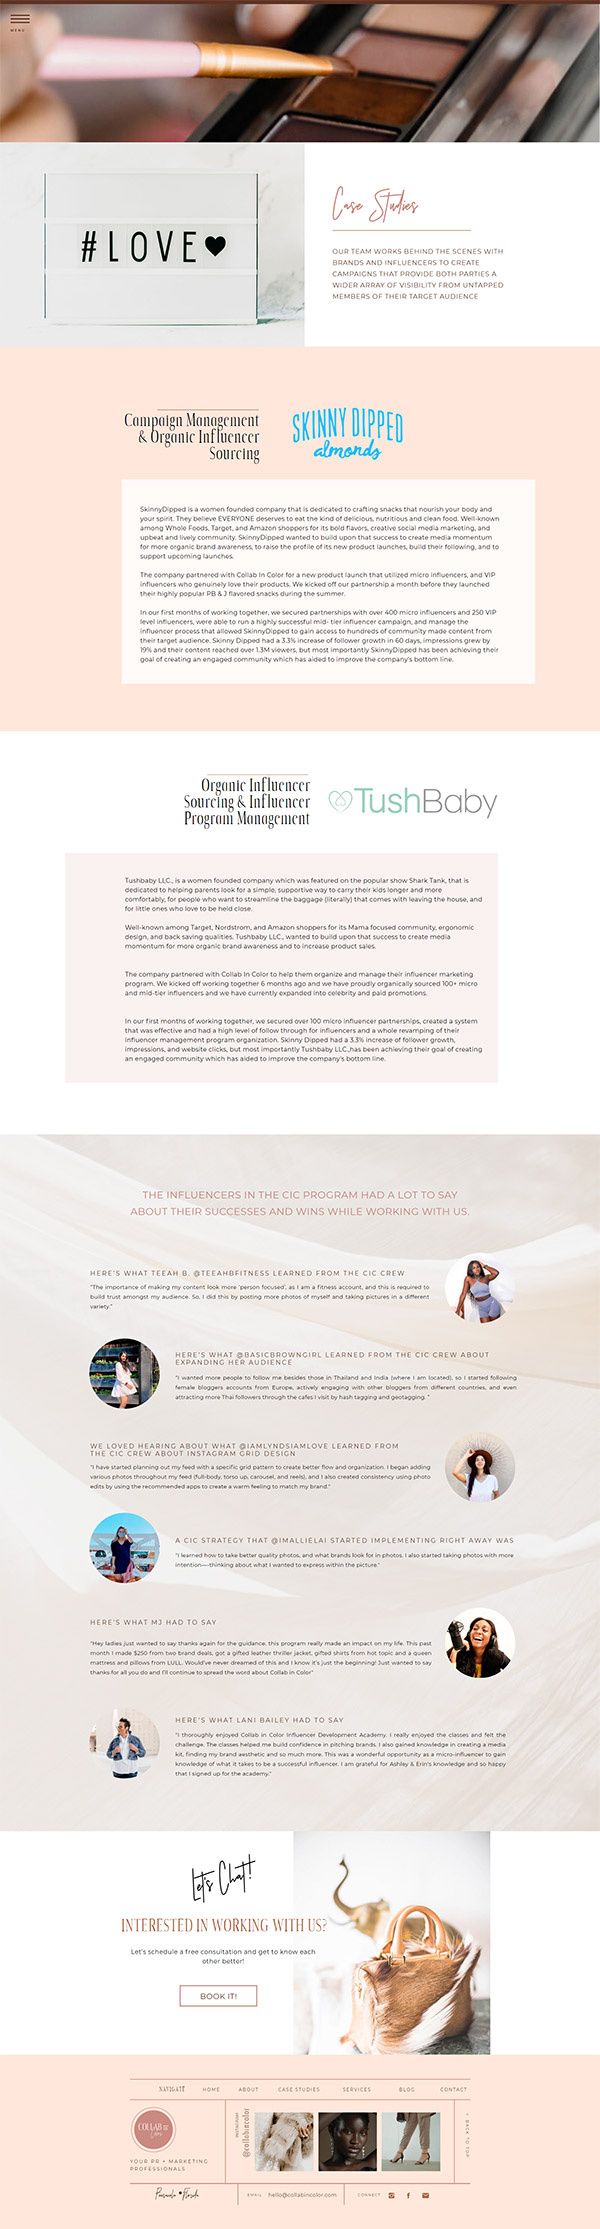 MENU
#LOVE♥
Case Studies
OUR TEAM WORKS BEHIND THE SCENES WITH
BRANDS AND INFLUENCERS TO CREATE
CAMPAIGNS THAT PROVIDE BOTH PARTIES A
WIDER ARRAY OF VISIBILITY FROM UNTAPPED
MEMBERS OF THEIR TARGET AUDIENCE
Campaign Management
& Organic Influencer
Sourcing
SKINNY DIPPED
almonds
SkinnyDipped is a women founded company that is dedicated to crafting snacks that nourish your body and
your spirit. They believe EVERYONE deserves to eat the kind of delicious, nutritious and clean food. Well-known
among Whole Foods, Target, and Amazon shoppers for its bold flavors, creative social media marketing, and
upbeat and lively community. SkinnyDipped wanted to build upon that success to create media momentum
for more organic brand awareness, to raise the profile of its new product launches, build their following, and to
support upcoming launches.
The company partnered with Collab In Color for a new product launch that utilized micro influencers, and VIP
influencers who genuinely love their products. We kicked off our partnership a month before they launched
their highly popular PB & J flavored snacks during the summer.
In our first months of working together, we secured partnerships with over 400 micro influencers and 250 VIP
level influencers, were able to run a highly successful mid- tier influencer campaign, and manage the
influencer process that allowed SkinnyDipped to gain access to hundreds of community made content from
their target audience. Skinny Dipped had a 3.3% increase of follower growth in 60 days, impressions grew by
19% and their content reached over 1.3M viewers, but most importantly SkinnyDipped has been achieving their
goal of creating an engaged community which has aided to improve the company's bottom line.
Organic Influencer
Sourcing & Influencer
Program Management
TushBaby
Tushbaby LLC., is a women founded company which was featured on the popular show Shark Tank, that is
dedicated to helping parents look for a simple, supportive way to carry their kids longer and more
comfortably, for people who want to streamline the baggage (literally) that comes with leaving the house, and
for little ones who love to be held close.
Well-known among Target, Nordstrom, and Amazon shoppers for its Mama focused community, ergonomic
design, and back saving qualities. Tushbaby LLC., wanted to build upon that success to create media
momentum for more organic brand awareness and to increase product sales.
The company partnered with Collab In Color to help them organize and manage their influencer marketing
program. We kicked off working together 6 months ago and we have proudly organically sourced 100+ micro
and mid-tier influencers and we have currently expanded into celebrity and paid promotions.
In our first months of working together, we secured over 100 micro influencer partnerships, created a system
that was effective and had a high level of follow through for influencers and a whole revamping of their
influencer management program organization. Skinny Dipped had a 3.3% increase of follower growth,
impressions, and website clicks, but most importantly Tushbaby LLC.,has been achieving their goal of creating
an engaged community which has aided to improve the company's bottom line.
THE INFLUENCERS IN THE CIC PROGRAM HAD A LOT TO SAY
ABOUT THEIR SUCCESSES AND WINS WHILE WORKING WITH US.
HERE'S WHAT TEEAH B. @TEEAHBFITNESS LEARNED FROM THE CIC CREW
"The importance of making my content look more 'person focused', as I am a fitness account, and this is required to
build trust amongst my audience. So, I did this by posting more photos of myself and taking pictures in a different
variety."
HERE'S WHAT @BASICBROWNGIRL LEARNED FROM THE CIC CREW ABOUT
EXPANDING HER AUDIENCE
"I wanted more people to follow me besides those in Thailand and India (where I am located), so I started following
female bloggers accounts from Europe, actively engaging with other bloggers from different countries, and even
attracting more Thai followers through the cafes I visit by hash tagging and geotagging. "
WE LOVED HEARING ABOUT WHAT @IAMLYNDSIAMLOVE LEARNED FROM
THE CIC CREW ABOUT INSTAGRAM GRID DESIGN
"I have started planning out my feed with a specific grid pattern to create better flow and organization. I began adding
various photos throughout my feed (full-body, torso up, carousel, and reels), and I also created consistency using photo
edits by using the recommended apps to create a warm feeling to match my brand."
A CIC STRATEGY THAT @IMALLIELAI STARTED IMPLEMENTING RIGHT AWAY WAS
"I learned how to take better quality photos, and what brands look for in photos. I also started taking photos with more
intention—-thinking about what I wanted to express within the picture."
HERE'S WHAT MJ HAD TO SAY
"Hey ladies just wanted to say thanks again for the guidance. this program really made an impact on my life. This past
month I made $250 from two brand deals, got a gifted leather thriller jacket, gifted shirts from hot topic and a queen
mattress and pillows from LULL. Would've never dreamed of this and I know it's just the beginning! Just wanted to say
thanks for all you do and I'll continue to spread the word about Collab in Color"
HERE'S WHAT LANI BAILEY HAD TO SAY
"I thoroughly enjoyed Collab in Color Influencer Development Academy. I really enjoyed the classes and felt the
challenge. The classes helped me build confidence in pitching brands. I also gained knowledge in creating a media
kit, finding my brand aesthetic and so much more. This was a wonderful opportunity as a micro-influencer to gain
knowledge of what it takes to be a successful influencer. I am grateful for Ashley & Erin's knowledge and so happy
that I signed up for the academy."
Let's Chat!
INTERESTED IN WORKING WITH US?
Let's schedule a free consultation and get to know each
other better!
BOOK IT!
NAVIGATE HOME ABOUT CASE STUDIES SERVICES BLOG CONTACT
COLLAB IN
Color
YOUR PR + MARKETING
PROFESSIONALS
INSTAGRAM
@collabincolor
< BACK TO TOP
Pensacola • Florida
EMAIL hello@collabincolor.com
CONNECT